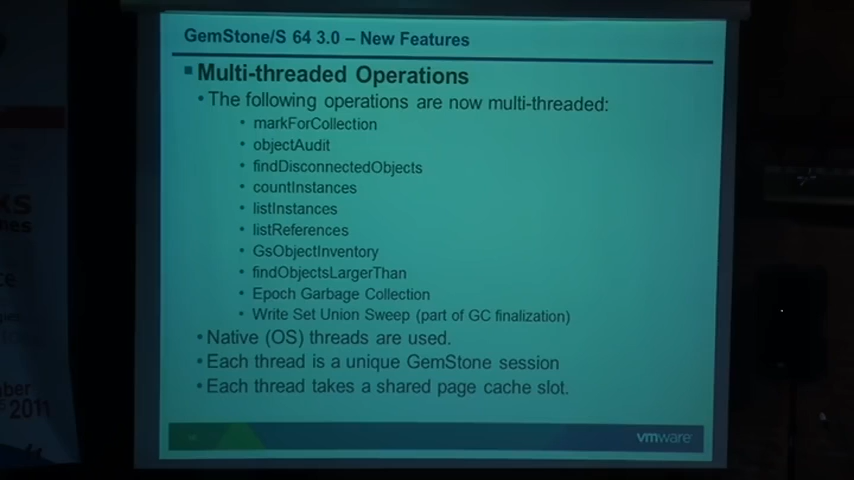 GemStone/S 64 3.0 – New Features
Multi-threaded Operations
• The following operations are now multi-threaded:
• markForCollection
• objectAudit
• findDisconnectedObjects
• countInstances
• listInstances
• listReferences
• GsObjectInventory
• findObjectsLargerThan
• Epoch Garbage Collection
• Write Set Union Sweep (part of GC finalization)
• Native (OS) threads are used.
• Each thread is a unique GemStone session
• Each thread takes a shared page cache slot.
vmware
2011